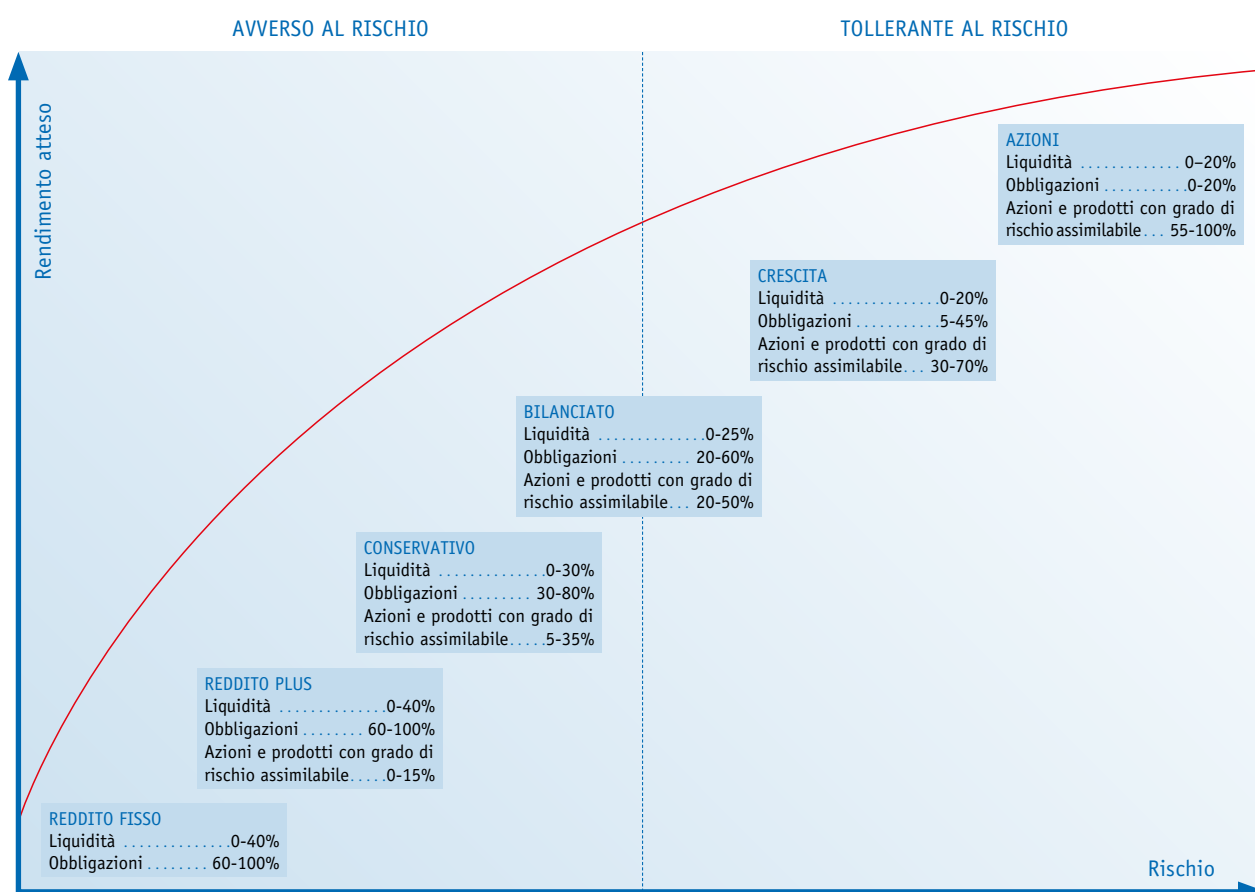 AVVERSO AL RISCHIO
TOLLERANTE AL RISCHIO
Rendimento atteso
AZIONI
Liquidità ............. 0–20%
Obbligazioni ...........0-20%
Azioni e prodotti con grado di
rischio assimilabile... 55-100%
CRESCITA
Liquidità ..............0-20%
Obbligazioni ...........5-45%
Azioni e prodotti con grado di
rischio assimilabile... 30-70%
BILANCIATO
Liquidità ..............0-25%
Obbligazioni ......... 20-60%
Azioni e prodotti con grado di
rischio assimilabile... 20-50%
CONSERVATIVO
Liquidità ..............0-30%
Obbligazioni ......... 30-80%
Azioni e prodotti con grado di
rischio assimilabile.....5-35%
REDDITO PLUS
Liquidità ..............0-40%
Obbligazioni ........ 60-100%
Azioni e prodotti con grado di
rischio assimilabile.....0-15%
REDDITO FISSO
Liquidità ..............0-40%
Obbligazioni ........ 60-100%
Rischio